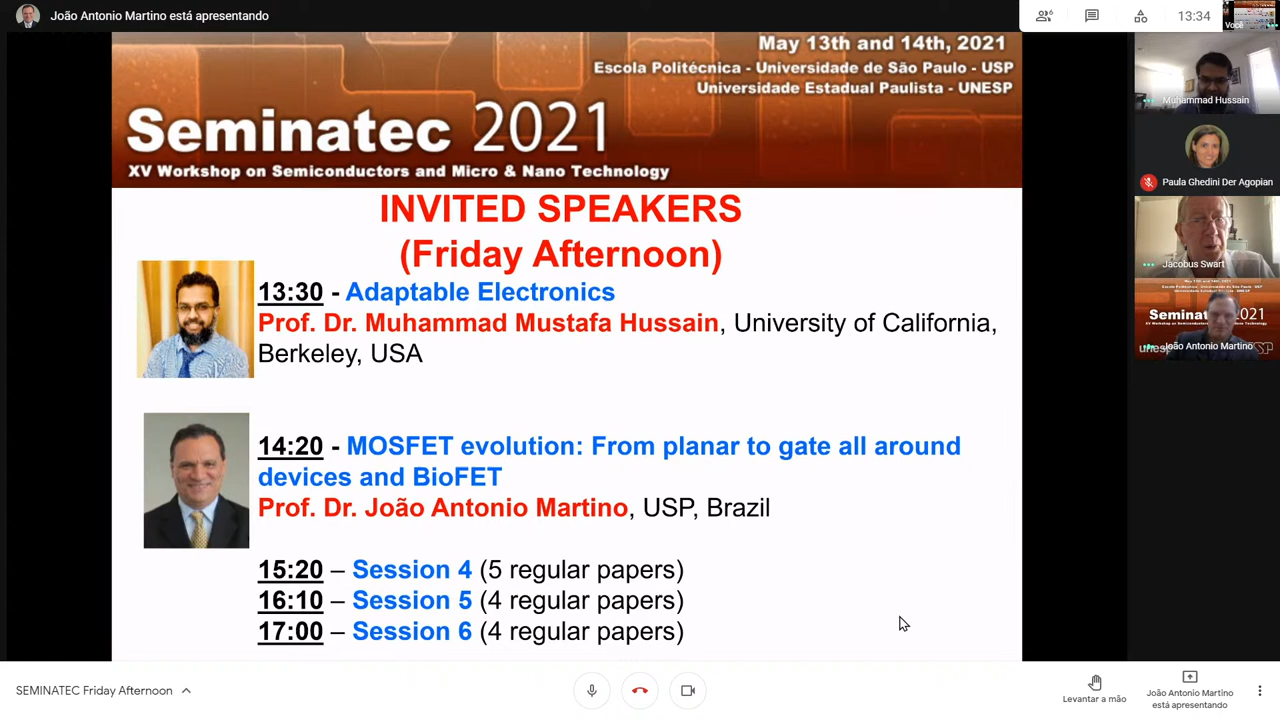 João Antonio Martino está apresentando
6
13:34
Você
May 13th and 14th, 2021
Escola Politécnica - Universidade de São Paulo - USP
Universidade Estadual Paulista - UNESP
Seminatec 2021
XV Workshop on Semiconductors and Micro & Nano Technology
INVITED SPEAKERS
(Friday Afternoon)
13:30 - Adaptable Electronics
Prof. Dr. Muhammad Mustafa Hussain, University of California,
Berkeley, USA
14:20 - MOSFET evolution: From planar to gate all around
devices and BioFET
Prof. Dr. João Antonio Martino, USP, Brazil
15:20 – Session 4 (5 regular papers)
16:10 – Session 5 (4 regular papers)
17:00 – Session 6 (4 regular papers)
Muhammad Hussain
Paula Ghedini Der Agopian
Jacobus Swart
João Antonio Martino
SEMINATEC Friday Afternoon
Levantar a mão
João Antonio Martino
está apresentando